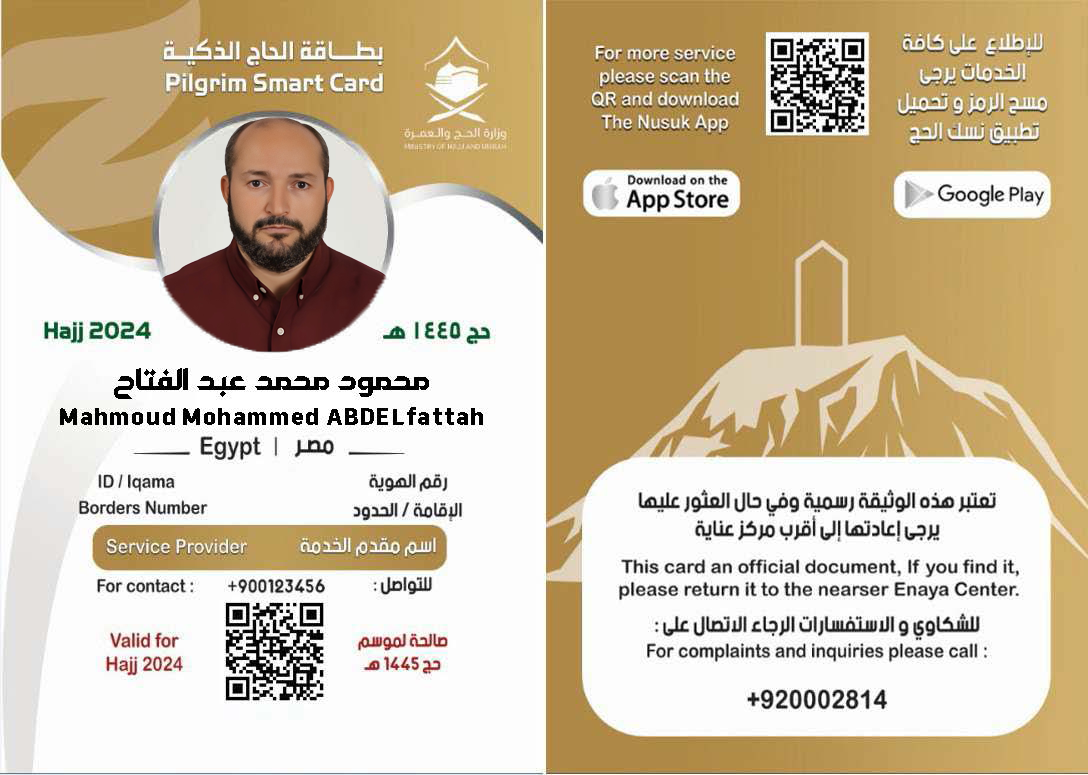 بطاقة الحاج الذكية
Pilgrim Smart Card
وزارة الحج والعمرة
MINISTRY OF HAJJ AND UMRAH
Hajj 2024
حج ١٤٤٥ هـ
محمود محمد عبد الفتاح
Mahmoud Mohammed ABDELfattah
Egypt | مصر
ID / Iqama
رقم الهوية
Borders Number
الإقامة / الحدود
Service Provider
اسم مقدم الخدمة
For contact :
+900123456
للتواصل :
Valid for
Hajj 2024
صالحة لموسم
حج 1445 هـ
For more service
please scan the
QR and download
The Nusuk App
للإطلاع على كافة
الخدمات يرجى
مسح الرمز و تحميل
تطبيق نسك الحج
Download on the
App Store
Google Play
تعتبر هذه الوثيقة رسمية وفي حال العثور عليها
يرجى إعادتها إلى أقرب مركز عناية
This card an official document, If you find it,
please return it to the nearser Enaya Center.
للشكاوي و الاستفسارات الرجاء الاتصال على :
For complaints and inquiries please call :
+920002814